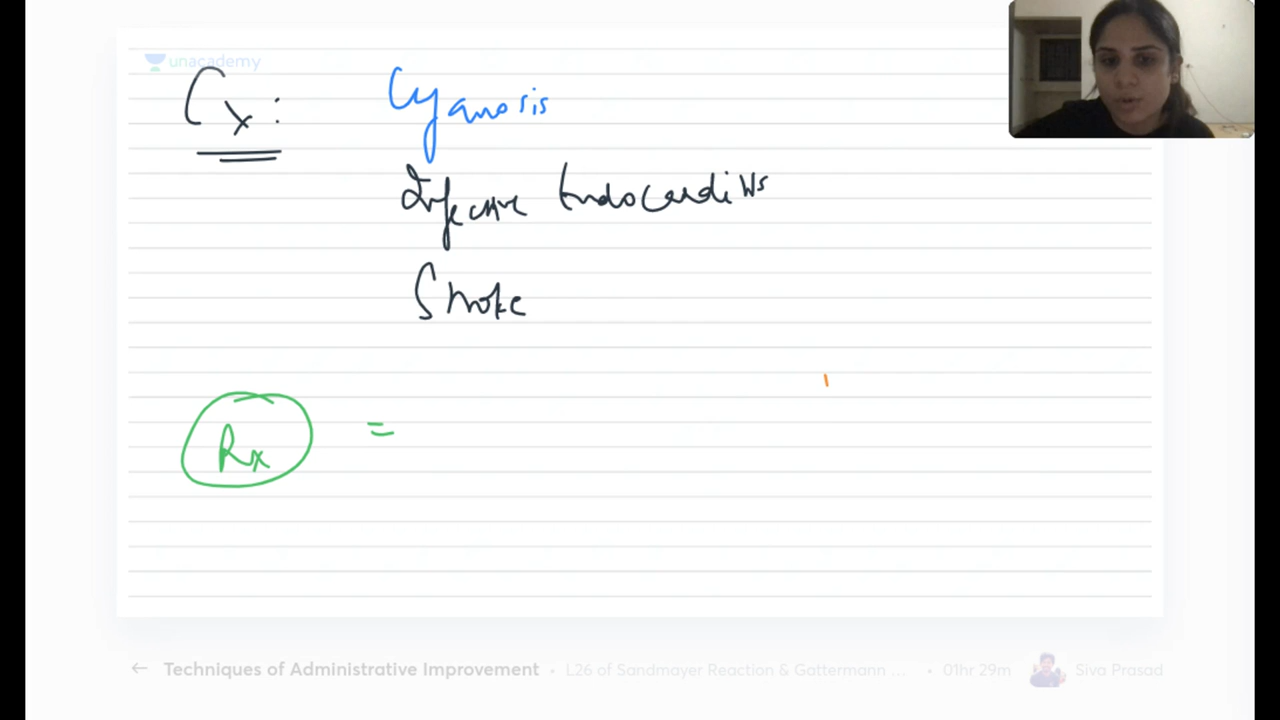 unacademy
Cx:
Cyanosis
Infective Endocarditis
Stroke
Rx =
← Techniques of Administrative Improvement • L26 of Sandmayer Reaction & Gattermann ... • 01hr 29m Siva Prasad